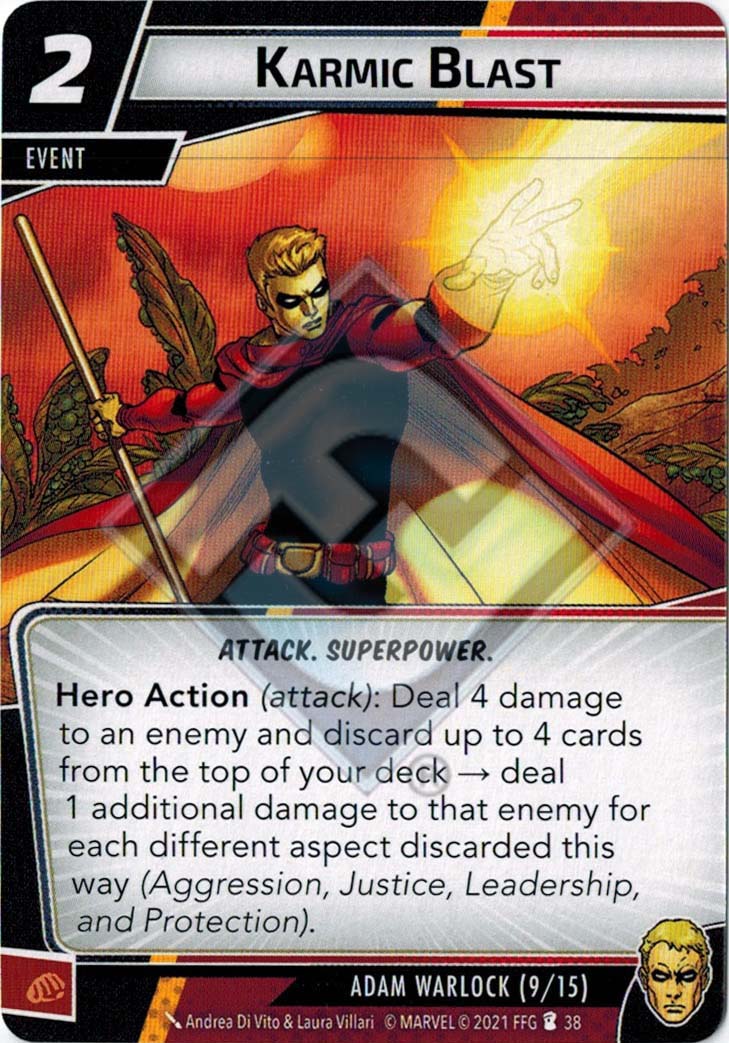 2
KARMIC BLAST
EVENT
ATTACK. SUPERPOWER.
Hero Action (attack): Deal 4 damage
to an enemy and discard up to 4 cards
from the top of your deck → deal
1 additional damage to that enemy for
each different aspect discarded this
way (Aggression, Justice, Leadership,
and Protection).
ADAM WARLOCK (9/15)
Andrea Di Vito & Laura Villari © MARVEL © 2021 FFG 38